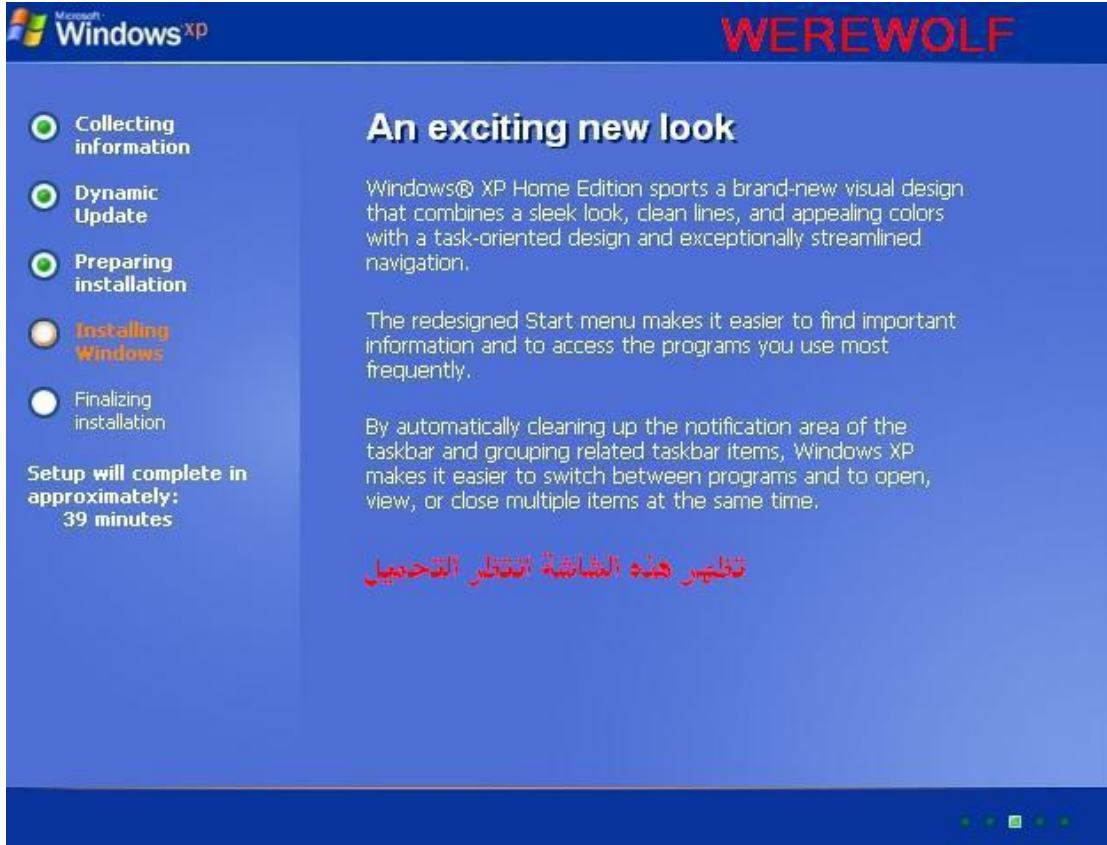 Microsoft
Windows xp
WEREWOLF
Collecting
information
Dynamic
Update
Preparing
installation
Installing
Windows
Finalizing
installation
Setup will complete in
approximately:
39 minutes
An exciting new look
Windows® XP Home Edition sports a brand-new visual design
that combines a sleek look, clean lines, and appealing colors
with a task-oriented design and exceptionally streamlined
navigation.
The redesigned Start menu makes it easier to find important
information and to access the programs you use most
frequently.
By automatically cleaning up the notification area of the
taskbar and grouping related taskbar items, Windows XP
makes it easier to switch between programs and to open,
view, or close multiple items at the same time.
تظهر هذه الشاشة انتظر التحميل